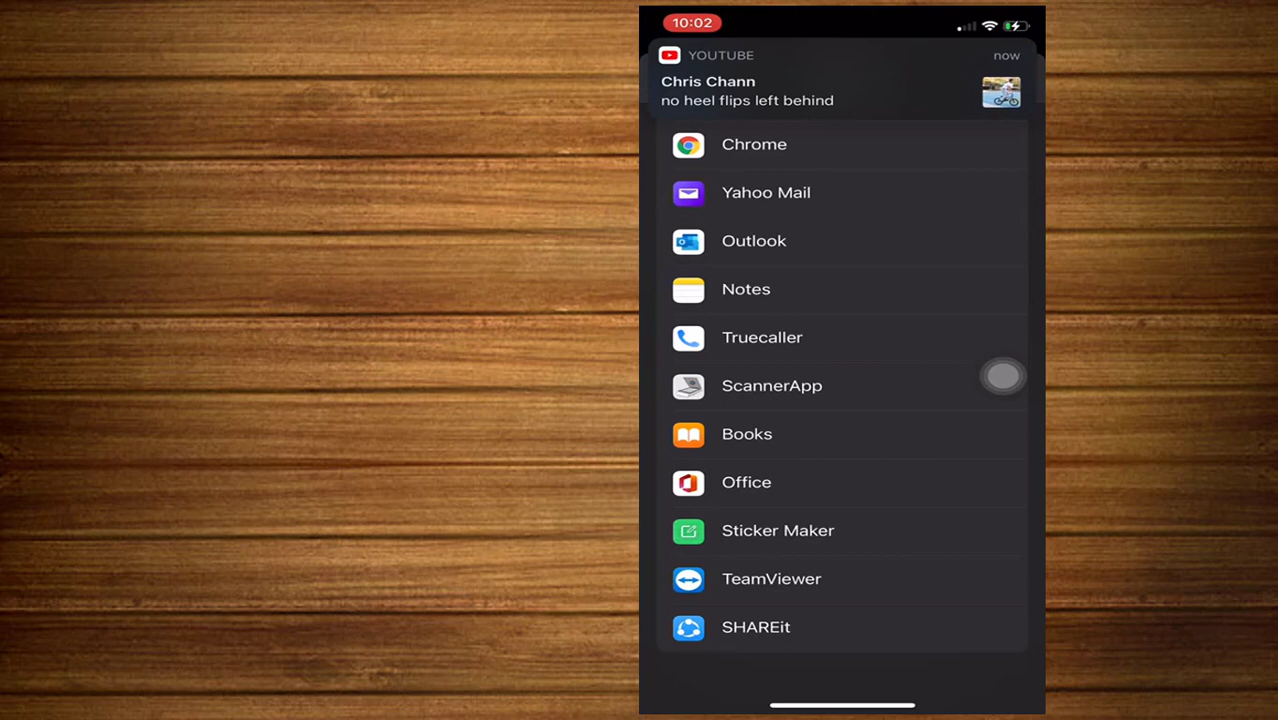 10:02
YOUTUBE
now
Chris Chann
no heel flips left behind
Chrome
Yahoo Mail
Outlook
Notes
Truecaller
ScannerApp
Books
Office
Sticker Maker
TeamViewer
SHAREit